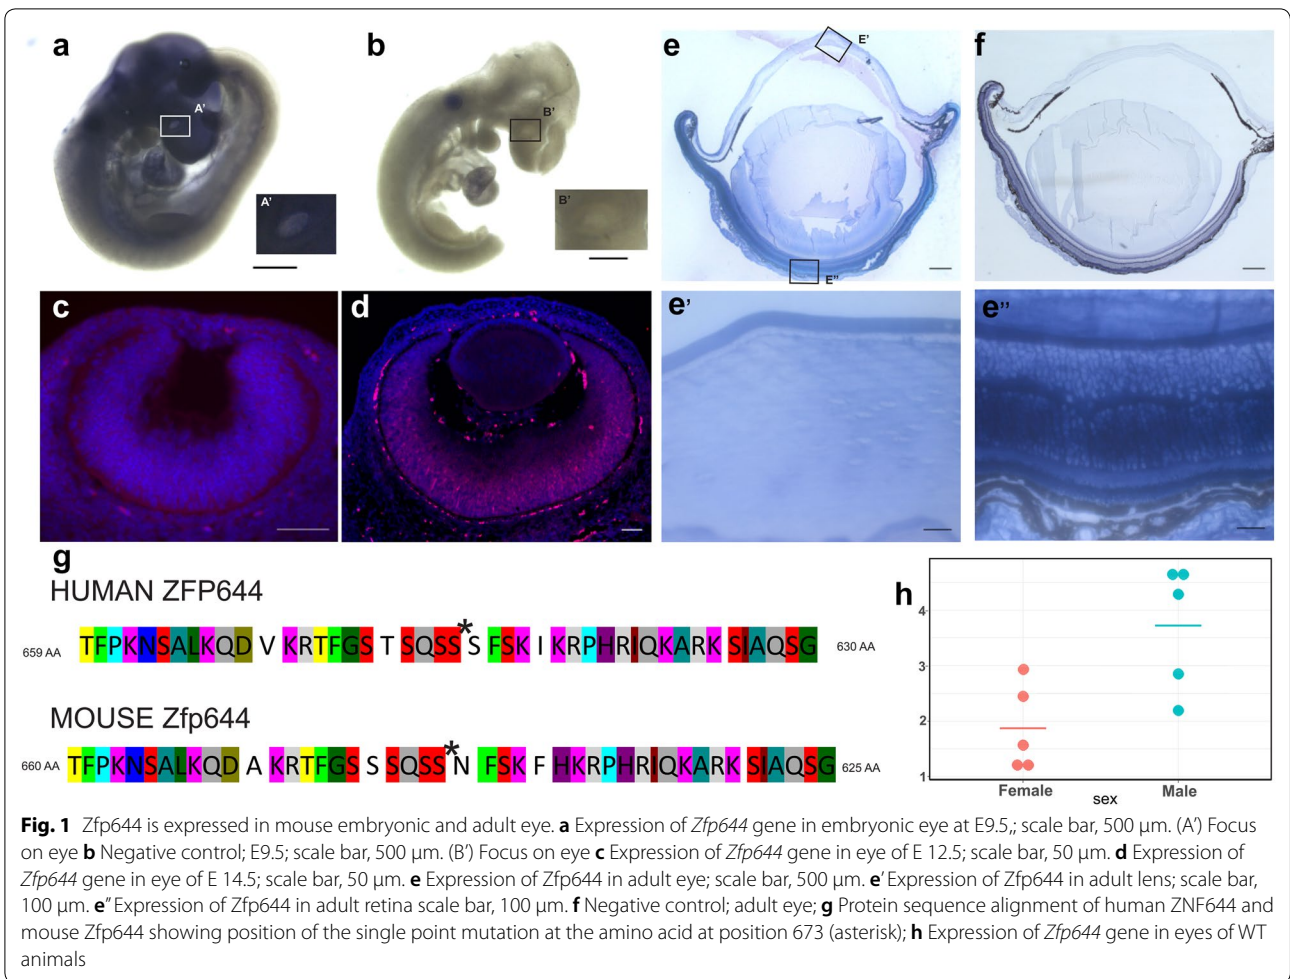 a
A'
A'
b
B'
B'
e
E'
E"
f
c
d
e'
e"
g
HUMAN ZFP644
659 AA TFPKNSALKQD V KRTFGS T SQSS*S FSK I KRPHRIQKARK SIAQSG 630 AA
MOUSE Zfp644
660 AA TFPKNSALKQD A KRTFGS S SQSS*N FSK F HKRPHRIQKARK SIAQSG 625 AA
h
4
3
2
1
Female
Male
sex
Fig. 1 Zfp644 is expressed in mouse embryonic and adult eye. a Expression of Zfp644 gene in embryonic eye at E9.5,; scale bar, 500 µm. (A') Focus
on eye b Negative control; E9.5; scale bar, 500 µm. (B') Focus on eye c Expression of Zfp644 gene in eye of E 12.5; scale bar, 50 µm. d Expression of
Zfp644 gene in eye of E 14.5; scale bar, 50 µm. e Expression of Zfp644 in adult eye; scale bar, 500 µm. e' Expression of Zfp644 in adult lens; scale bar,
100 µm. e" Expression of Zfp644 in adult retina scale bar, 100 µm. f Negative control; adult eye; g Protein sequence alignment of human ZNF644 and
mouse Zfp644 showing position of the single point mutation at the amino acid at position 673 (asterisk); h Expression of Zfp644 gene in eyes of WT
animals